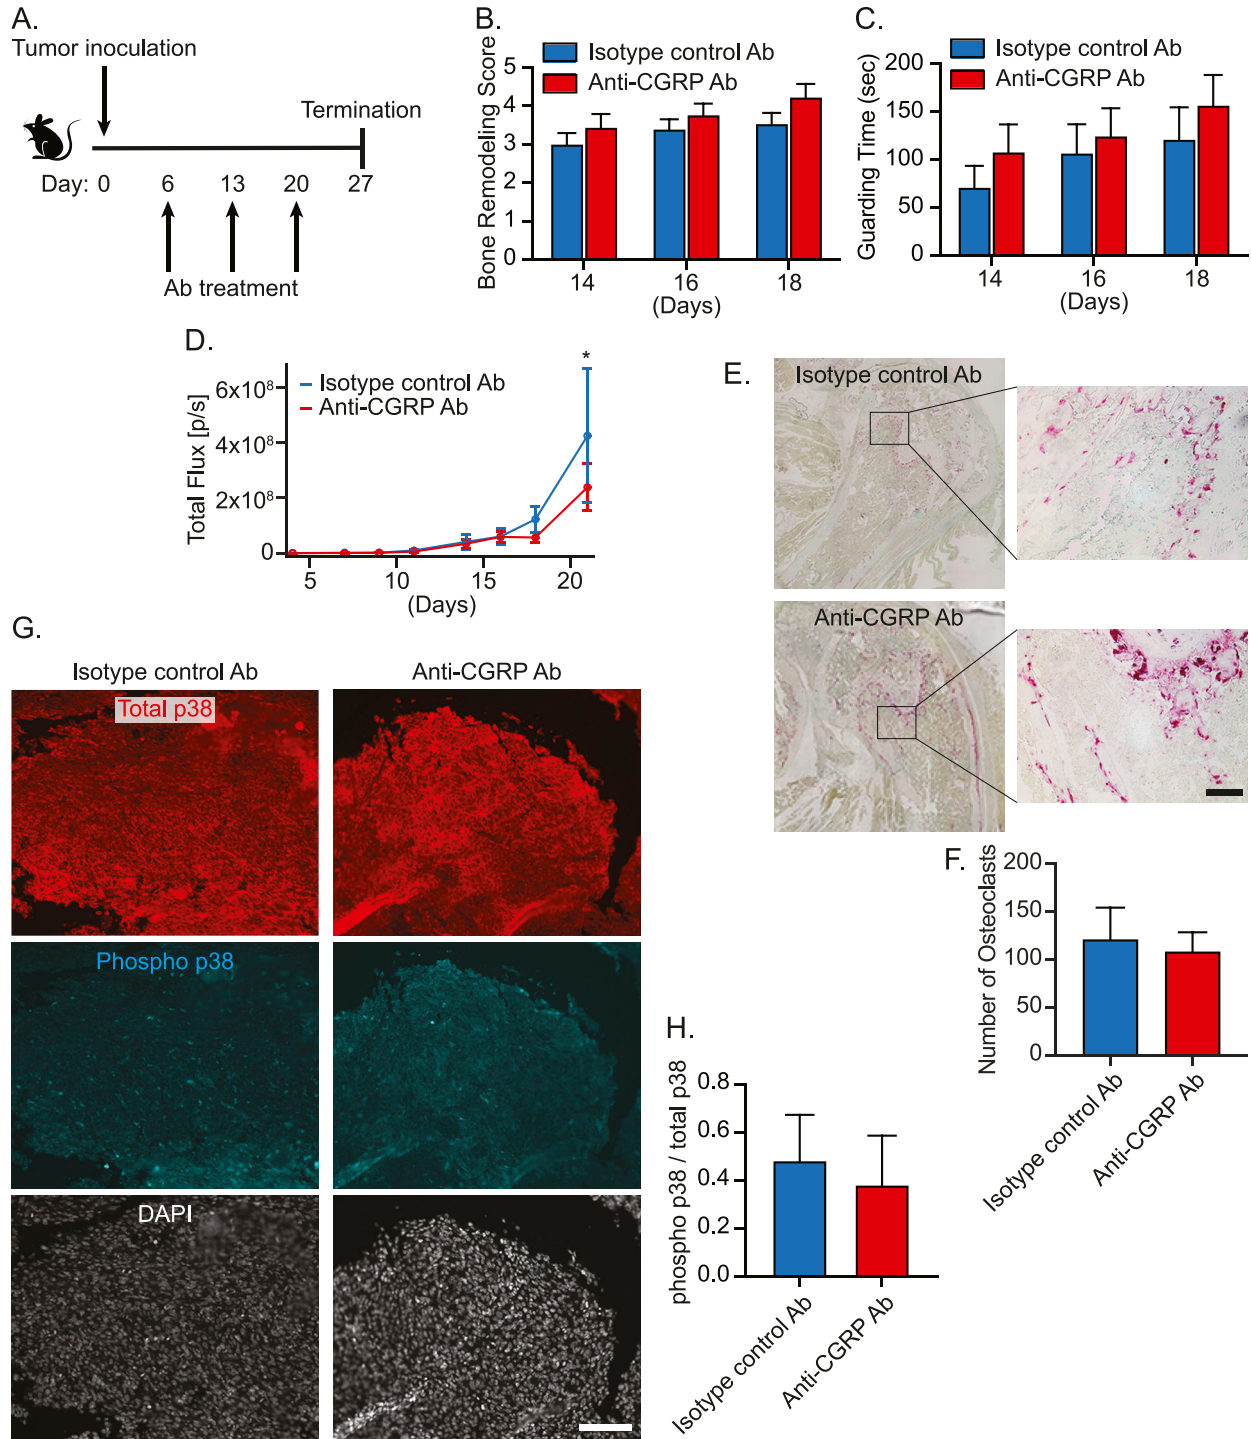 A.
Tumor inoculation
Termination
Day: 0 6 13 20 27
Ab treatment
B.
Isotype control Ab
Anti-CGRP Ab
Bone Remodeling Score
5
4
3
2
1
0
14 16 18
(Days)
C.
Isotype control Ab
Anti-CGRP Ab
Guarding Time (sec)
200
150
100
50
0
14 16 18
(Days)
D.
*
Isotype control Ab
Anti-CGRP Ab
Total Flux [p/s]
6x10⁸
4x10⁸
2x10⁸
0
5 10 15 20
(Days)
E.
Isotype control Ab
Anti-CGRP Ab
F.
Number of Osteoclasts
200
150
100
50
0
Isotype control Ab
Anti-CGRP Ab
G.
Isotype control Ab Anti-CGRP Ab
Total p38
Phospho p38
DAPI
H.
phospho p38 / total p38
0.8
0.6
0.4
0.2
0.0
Isotype control Ab
Anti-CGRP Ab